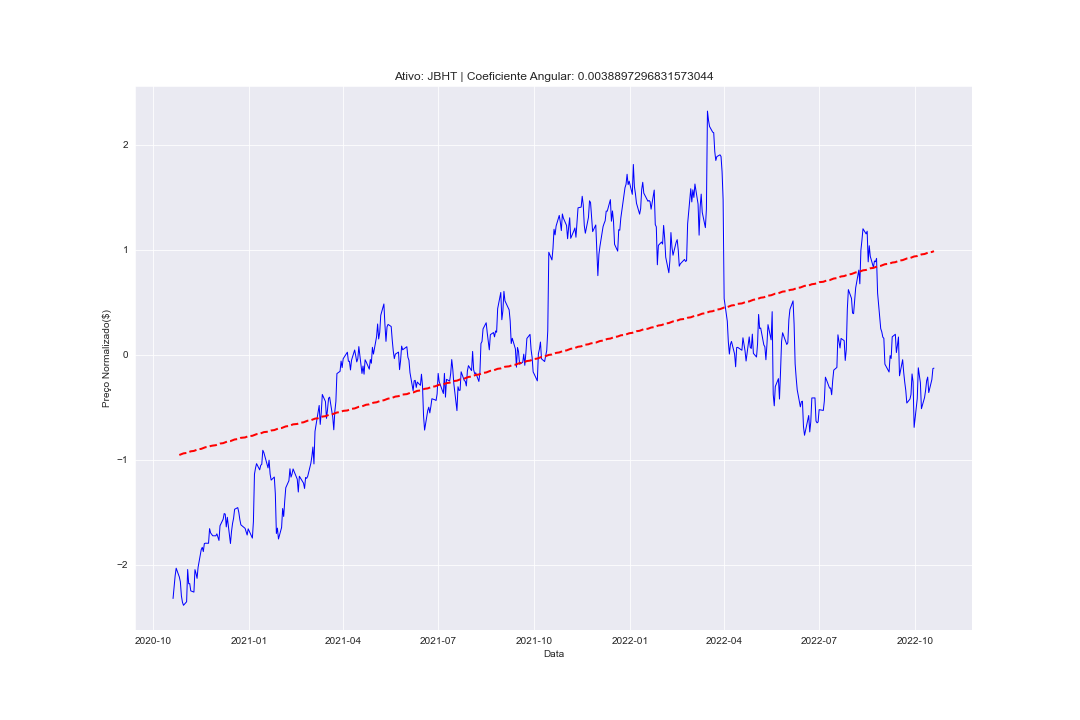 Ativo: JBHT | Coeficiente Angular: 0.0038897296831573044
Preço Normalizado($)
2
1
0
−1
−2
2020-10 2021-01 2021-04 2021-07 2021-10 2022-01 2022-04 2022-07 2022-10
Data